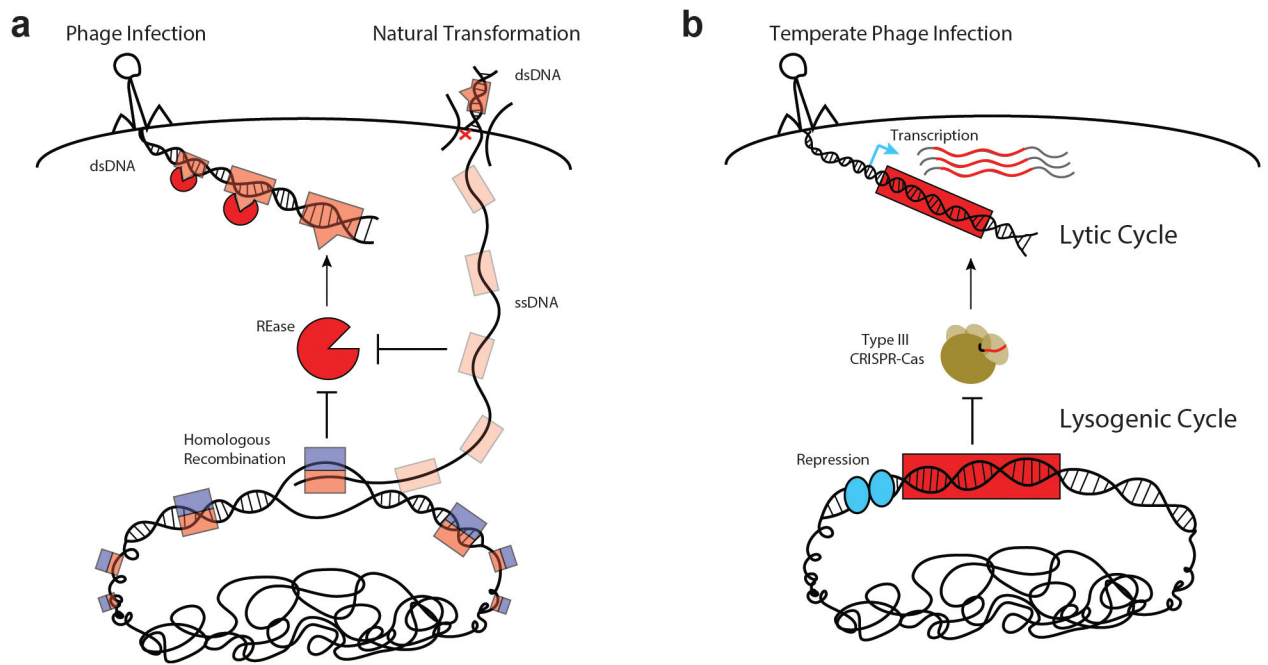 a
Phage Infection
Natural Transformation
dsDNA
dsDNA
ssDNA
REase
Homologous
Recombination
b
Temperate Phage Infection
Transcription
Lytic Cycle
Type III
CRISPR-Cas
Lysogenic Cycle
Repression